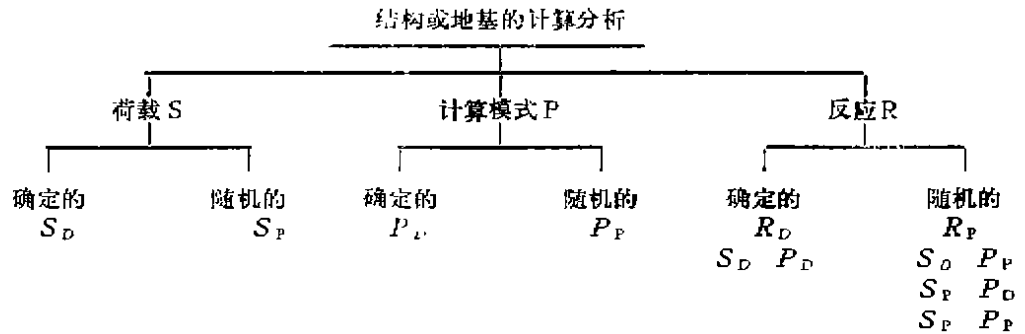 结构或地基的计算分析
荷载 S 计算模式 P 反应 R
确定的 随机的 确定的 随机的 确定的 随机的
S_D S_P P_D P_P R_D R_P
S_D P_D S_D P_P
S_P P_D
S_P P_P